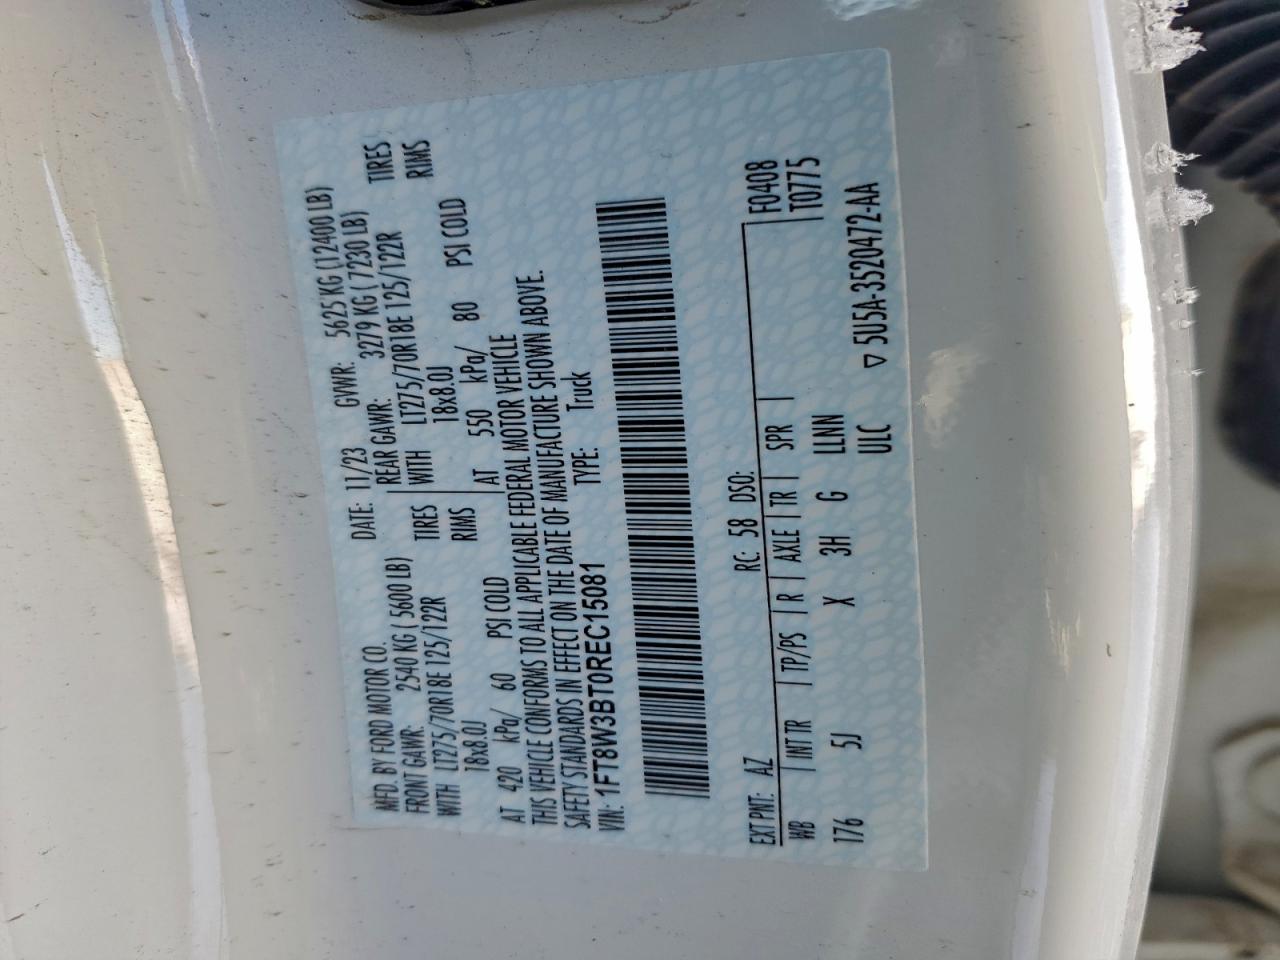 MFD. BY FORD MOTOR CO.
DATE: 11/23 GVWR: 5625 KG (12400 LB)
FRONT GAWR: 2540 KG ( 5600 LB)
REAR GAWR: 3279 KG ( 7230 LB)
WITH LT275/70R18E 125/122R TIRES
WITH LT275/70R18E 125/122R TIRES
18x8.0J RIMS
18x8.0J RIMS
AT 420 kPa/ 60 PSI COLD
AT 550 kPa/ 80 PSI COLD
THIS VEHICLE CONFORMS TO ALL APPLICABLE FEDERAL MOTOR VEHICLE
SAFETY STANDARDS IN EFFECT ON THE DATE OF MANUFACTURE SHOWN ABOVE.
VIN: 1FT8W3BT0REC15081 TYPE: Truck
EXT PNT: AZ RC: 58 DSO:
F0408
WB INT TR TP/PS R AXLE TR SPR T0775
176 5J X 3H G LLNN
ULC ▽ 5U5A-3520472-AA